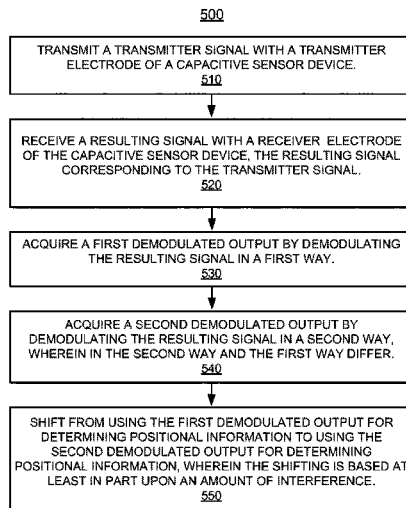 500
TRANSMIT A TRANSMITTER SIGNAL WITH A TRANSMITTER
ELECTRODE OF A CAPACITIVE SENSOR DEVICE.
510
RECEIVE A RESULTING SIGNAL WITH A RECEIVER ELECTRODE
OF THE CAPACITIVE SENSOR DEVICE, THE RESULTING SIGNAL
CORRESPONDING TO THE TRANSMITTER SIGNAL.
520
ACQUIRE A FIRST DEMODULATED OUTPUT BY DEMODULATING
THE RESULTING SIGNAL IN A FIRST WAY.
530
ACQUIRE A SECOND DEMODULATED OUTPUT BY
DEMODULATING THE RESULTING SIGNAL IN A SECOND WAY,
WHEREIN IN THE SECOND WAY AND THE FIRST WAY DIFFER.
540
SHIFT FROM USING THE FIRST DEMODULATED OUTPUT FOR
DETERMINING POSITIONAL INFORMATION TO USING THE
SECOND DEMODULATED OUTPUT FOR DETERMINING
POSITIONAL INFORMATION, WHEREIN THE SHIFTING IS BASED AT
LEAST IN PART UPON AN AMOUNT OF INTERFERENCE.
550